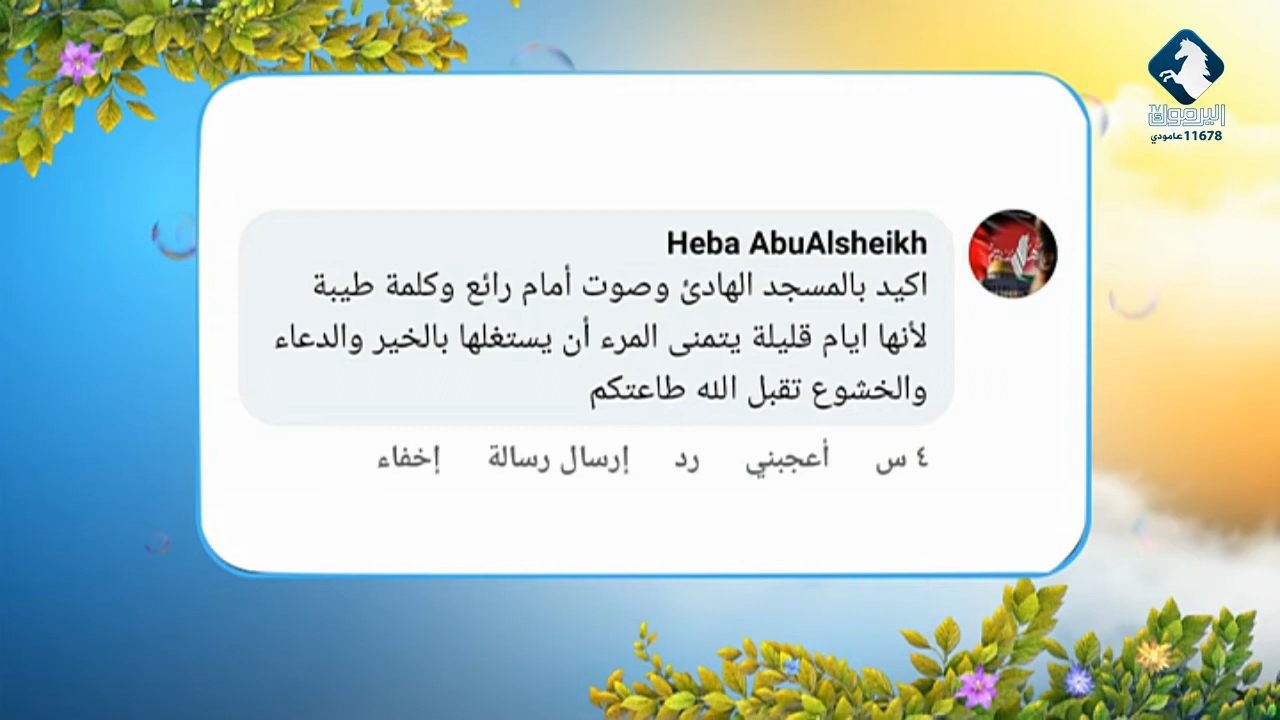 اليرموك TV
11678 عامودي
Heba AbuAlsheikh
اكيد بالمسجد الهادئ وصوت أمام رائع وكلمة طيبة
لأنها ايام قليلة يتمنى المرء أن يستغلها بالخير والدعاء
والخشوع تقبل الله طاعتكم
٤ س أعجبني رد إرسال رسالة إخفاء